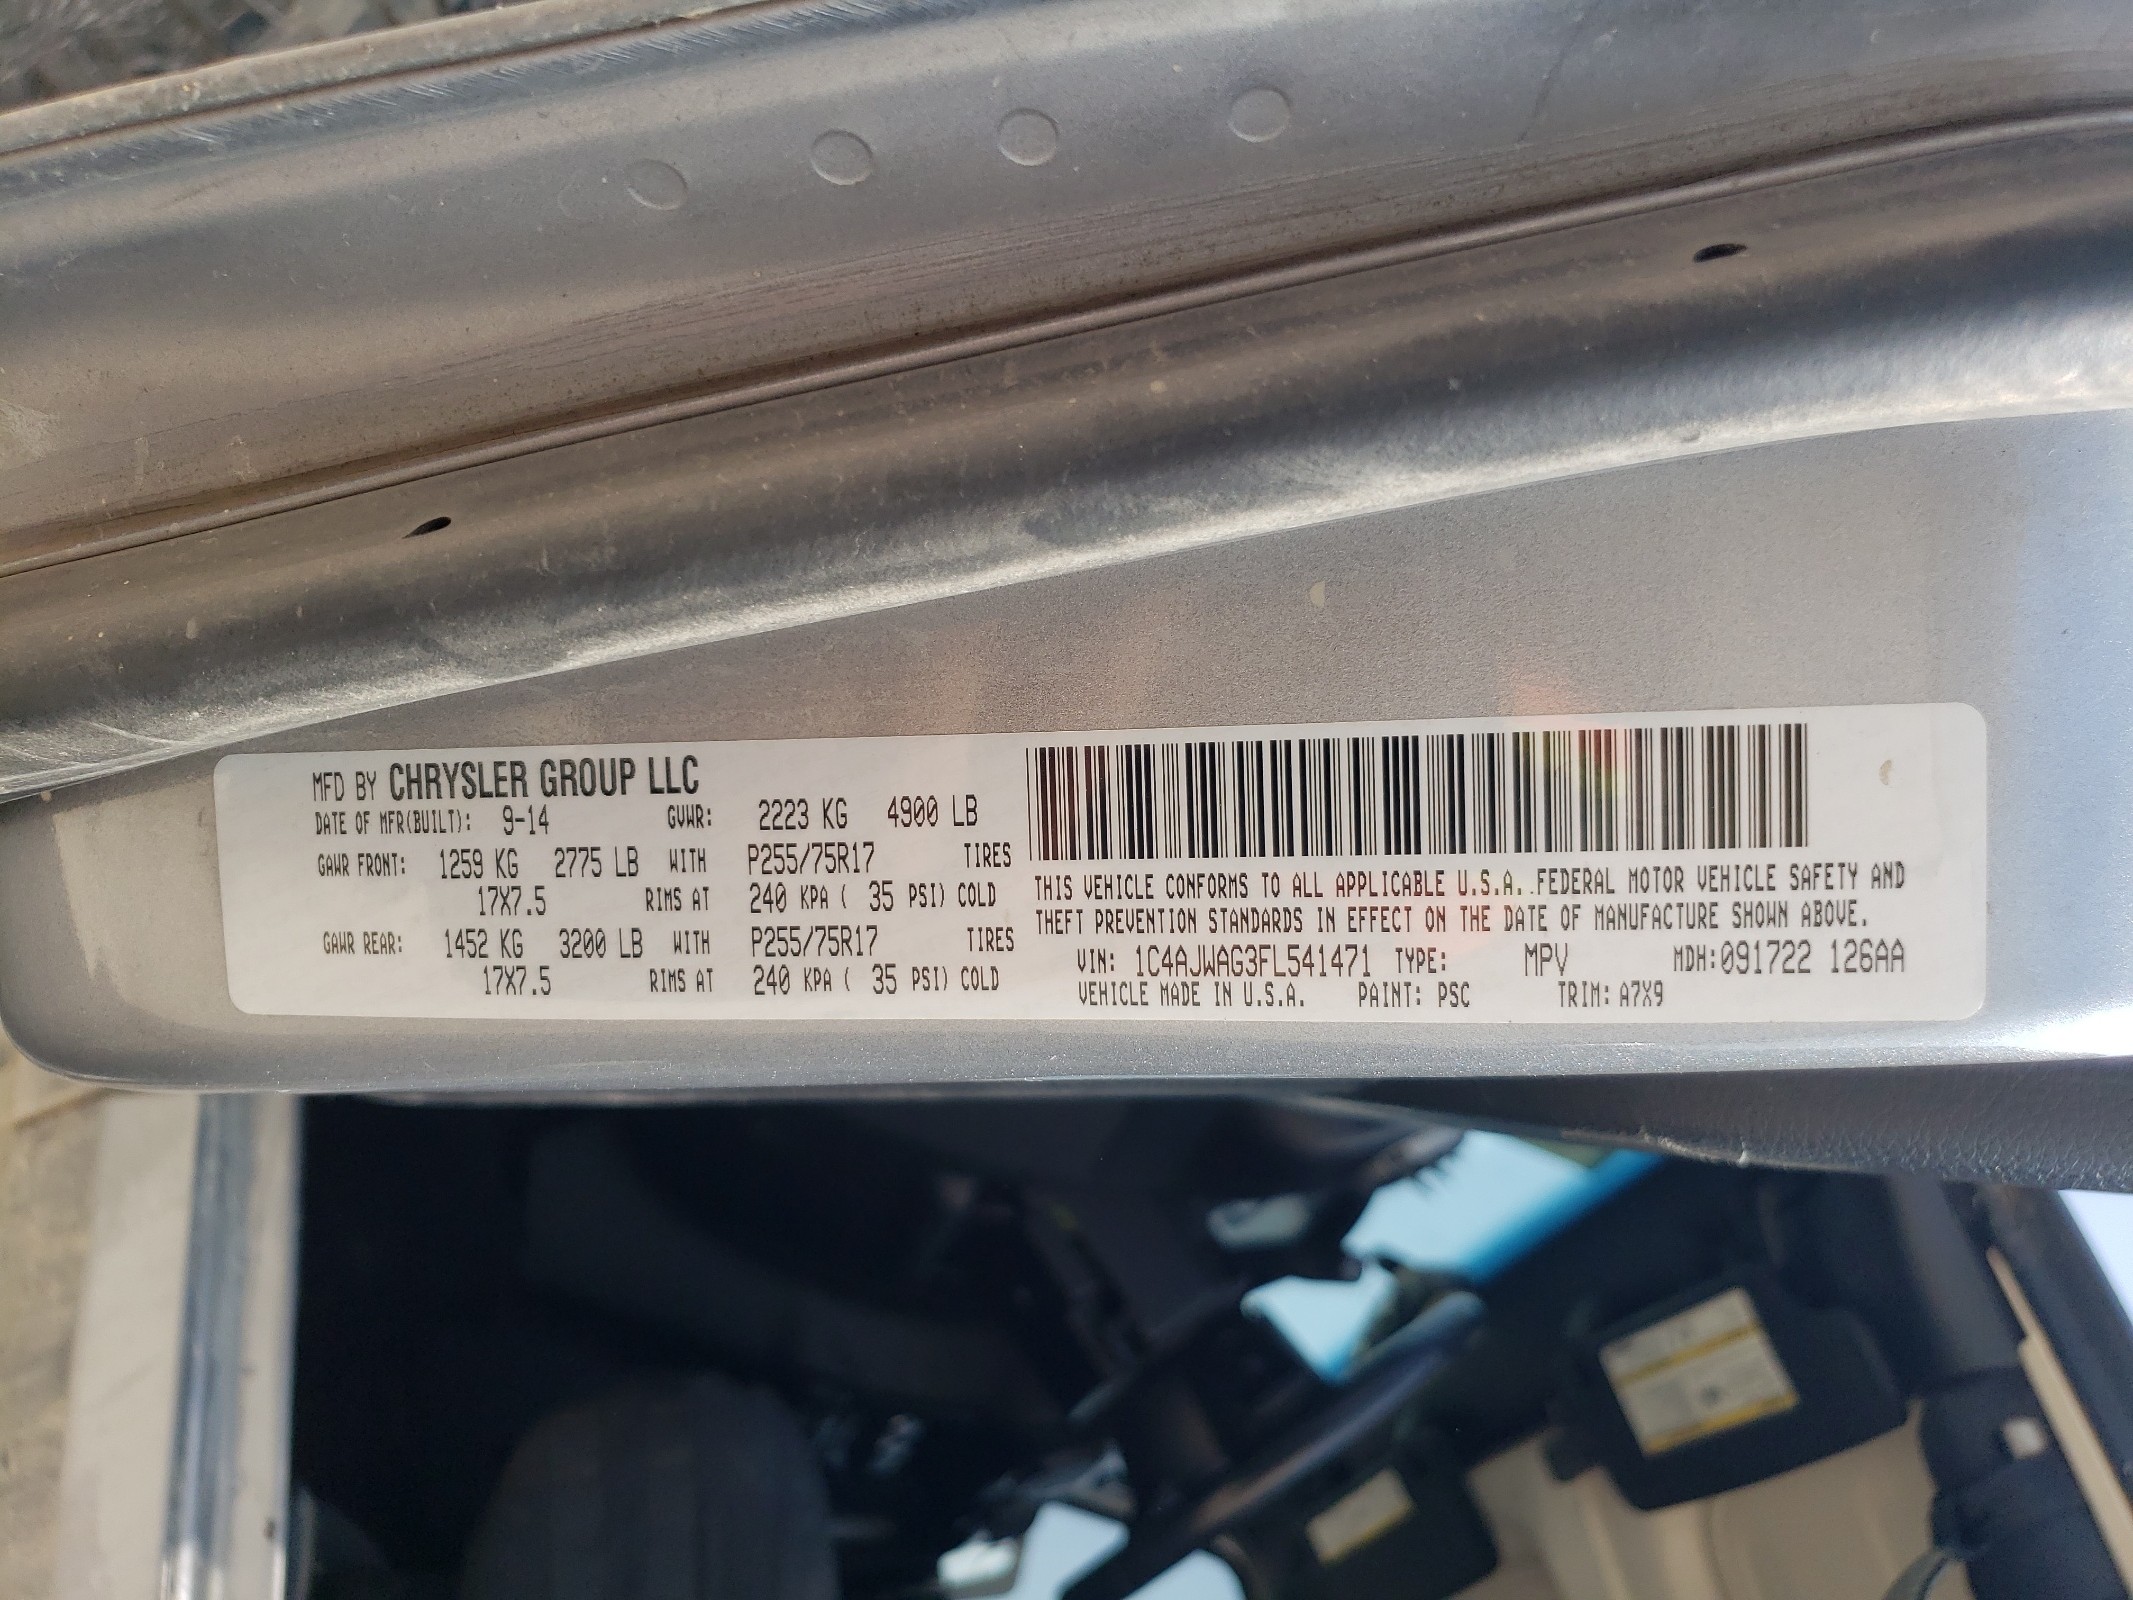 MFD BY CHRYSLER GROUP LLC
DATE OF MFR(BUILT): 9-14 GVWR: 2223 KG 4900 LB
GAWR FRONT: 1259 KG 2775 LB WITH P255/75R17 TIRES
17X7.5 RIMS AT 240 KPA ( 35 PSI) COLD
GAWR REAR: 1452 KG 3200 LB WITH P255/75R17 TIRES
17X7.5 RIMS AT 240 KPA ( 35 PSI) COLD
THIS VEHICLE CONFORMS TO ALL APPLICABLE U.S.A. FEDERAL MOTOR VEHICLE SAFETY AND
THEFT PREVENTION STANDARDS IN EFFECT ON THE DATE OF MANUFACTURE SHOWN ABOVE.
VIN: 1C4AJWAG3FL541471 TYPE: MPV MDH:091722 126AA
VEHICLE MADE IN U.S.A. PAINT: PSC TRIM: A7X9